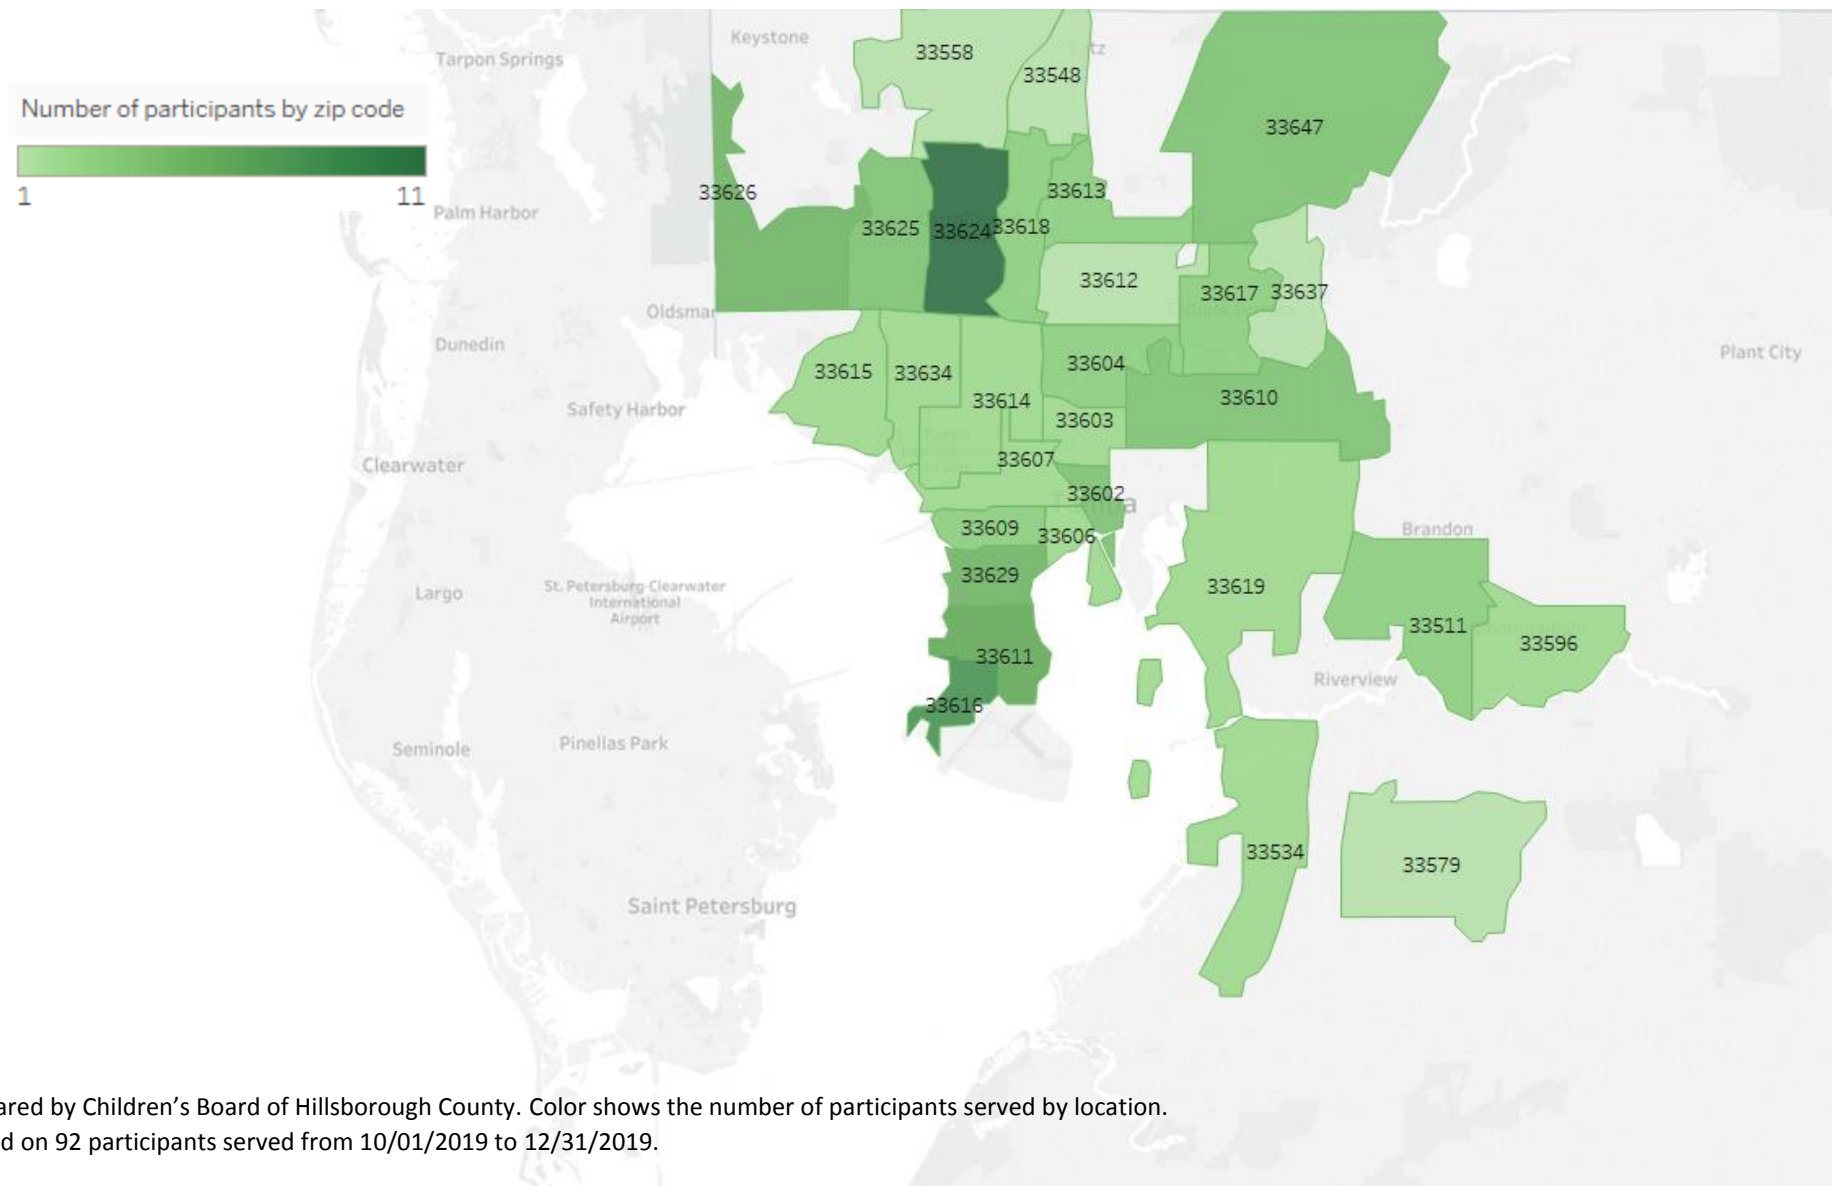 Keystone
33558
tz
Tarpon Springs
33548
Number of participants by zip code
33647
1
11
33626
33613
Palm Harbor
33625
33624
33618
33612
33617
33637
Oldsmar
Dunedin
Plant City
33604
33615
33634
33610
33614
Safety Harbor
33603
Clearwater
33607
33602
Brandon
33609
33606
33629
St. Petersburg-Clearwater
International
Airport
Largo
33619
33511
33596
33611
Riverview
33616
Seminole
Pinellas Park
33534
33579
Saint Petersburg
ared by Children’s Board of Hillsborough County. Color shows the number of participants served by location.
d on 92 participants served from 10/01/2019 to 12/31/2019.